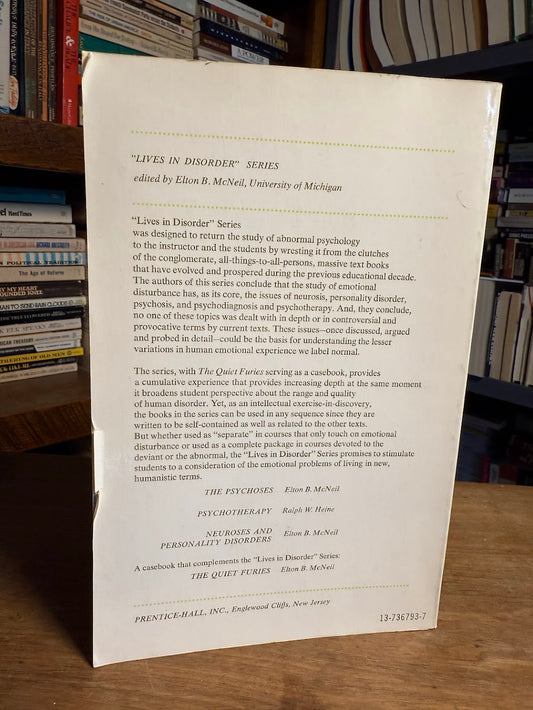 "LIVES IN DISORDER" SERIES
edited by Elton B. McNeil, University of Michigan
"Lives in Disorder" Series
was designed to return the study of abnormal psychology
to the instructor and the students by wresting it from the clutches
of the conglomerate, all-things-to-all-persons, massive text books
that have evolved and prospered during the previous educational decade.
The authors of this series conclude that the study of emotional
disturbance has, as its core, the issues of neurosis, personality disorder,
psychosis, and psychodiagnosis and psychotherapy. And, they conclude,
no one of these topics was dealt with in depth or in controversial and
provocative terms by current texts. These issues—once discussed, argued
and probed in detail—could be the basis for understanding the lesser
variations in human emotional experience we label normal.
The series, with The Quiet Furies serving as a casebook, provides
a cumulative experience that provides increasing depth at the same moment
it broadens student perspective about the range and quality
of human disorder. Yet, as an intellectual exercise-in-discovery,
the books in the series can be used in any sequence since they are
written to be self-contained as well as related to the other texts.
But whether used as "separate" in courses that only touch on emotional
disturbance or used as a complete package in courses devoted to the
deviant or the abnormal, the "Lives in Disorder" Series promises to stimulate
students to a consideration of the emotional problems of living in new,
humanistic terms.
THE PSYCHOSES Elton B. McNeil
PSYCHOTHERAPY Ralph W. Heine
NEUROSES AND
PERSONALITY DISORDERS Elton B. McNeil
A casebook that complements the "Lives in Disorder" Series:
THE QUIET FURIES Elton B. McNeil
PRENTICE-HALL, INC., Englewood Cliffs, New Jersey
13-736793-7
Hard Times
The Age of Reform